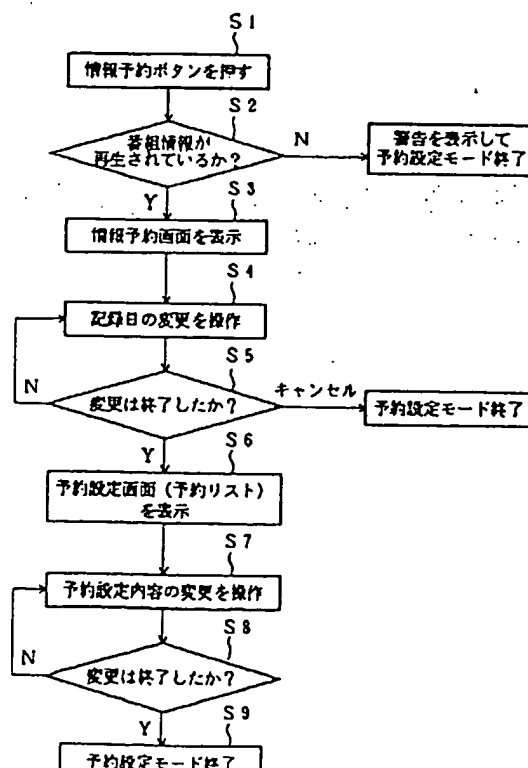 S1
情報予約ボタンを押す
S2
番組情報が
再生されているか？
N
警告を表示して
予約設定モード終了
Y
S3
情報予約画面を表示
S4
記録日の変更を操作
S5
変更は終了したか？
N
キャンセル
予約設定モード終了
Y
S6
予約設定画面（予約リスト）
を表示
S7
予約設定内容の変更を操作
S8
変更は終了したか？
N
Y
S9
予約設定モード終了